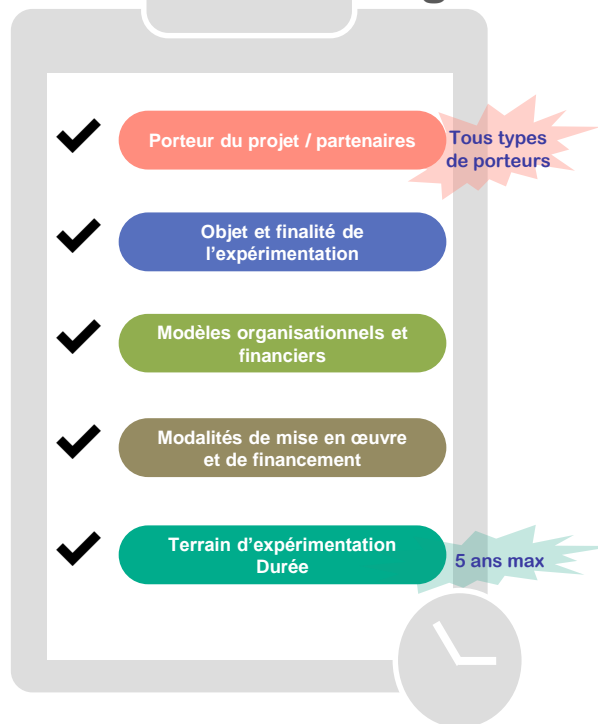 Porteur du projet / partenaires
Tous types
de porteurs
Objet et finalité de
l'expérimentation
Modèles organisationnels et
financiers
Modalités de mise en œuvre
et de financement
Terrain d'expérimentation
Durée
5 ans max